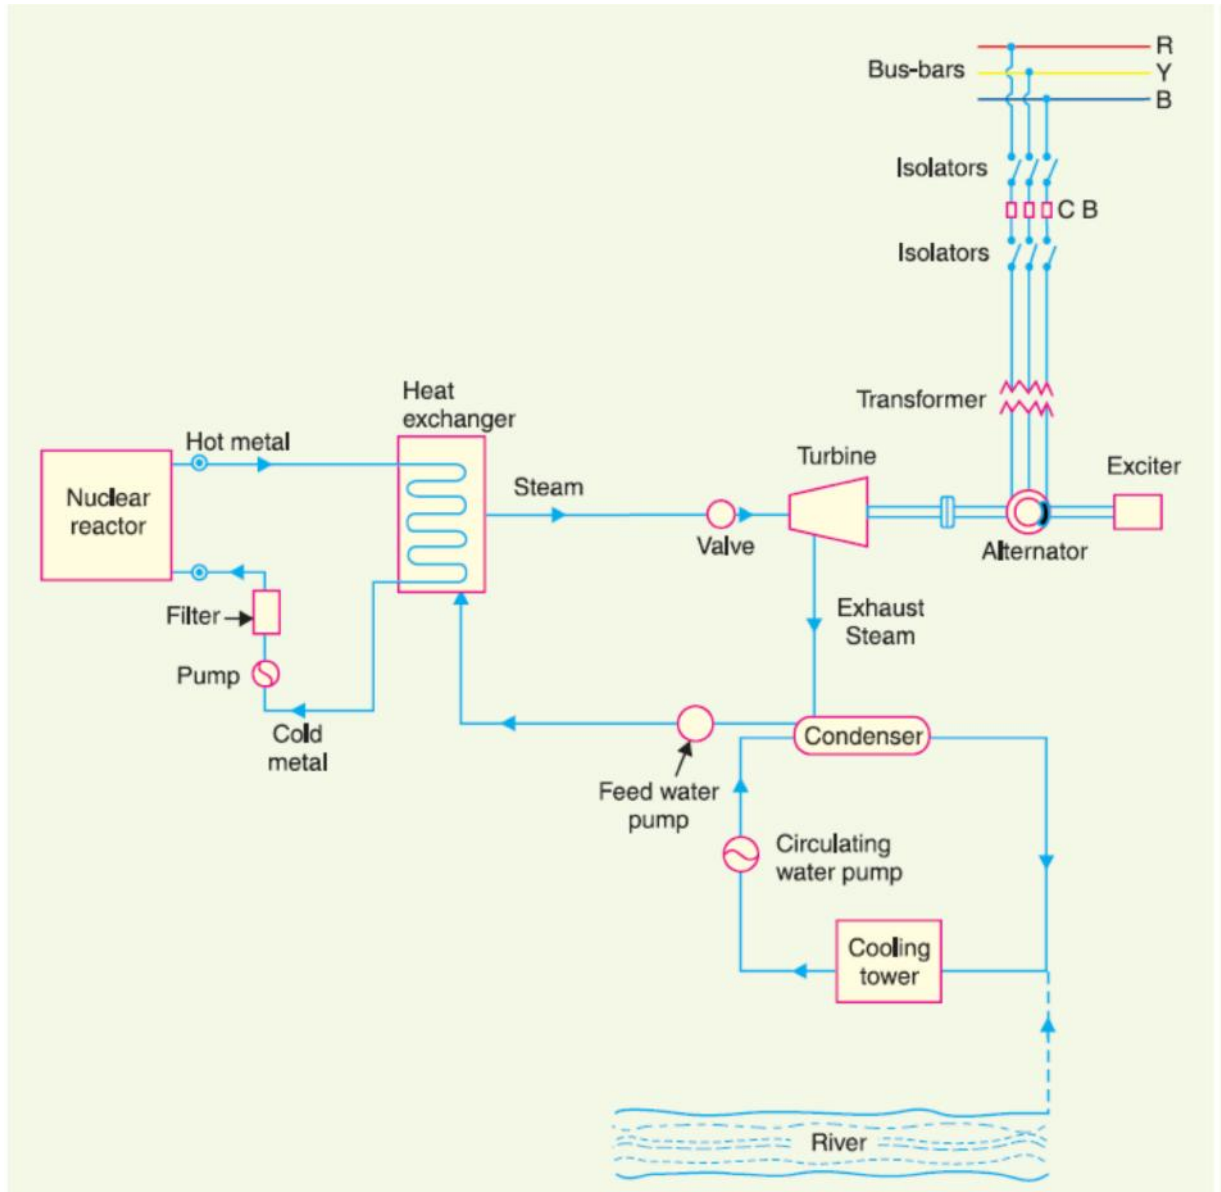 R
Bus-bars
Y
B
Isolators
C B
Isolators
Transformer
Heat
exchanger
Hot metal
Nuclear
reactor
Steam
Turbine
Exciter
Valve
Alternator
Filter
Exhaust
Steam
Pump
Cold
metal
Condenser
Feed water
pump
Circulating
water pump
Cooling
tower
River